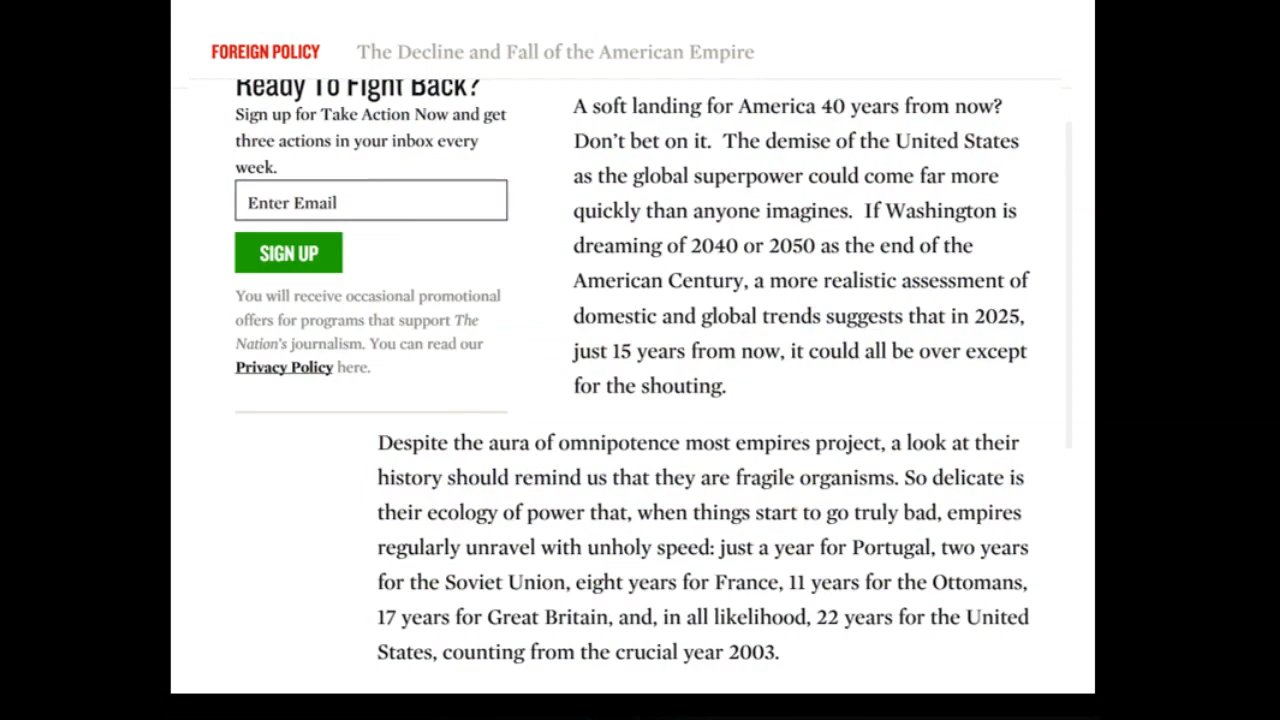 FOREIGN POLICY The Decline and Fall of the American Empire
Ready To Fight Back?
Sign up for Take Action Now and get
three actions in your inbox every
week.
Enter Email
SIGN UP
You will receive occasional promotional
offers for programs that support The
Nation's journalism. You can read our
Privacy Policy here.
A soft landing for America 40 years from now?
Don't bet on it. The demise of the United States
as the global superpower could come far more
quickly than anyone imagines. If Washington is
dreaming of 2040 or 2050 as the end of the
American Century, a more realistic assessment of
domestic and global trends suggests that in 2025,
just 15 years from now, it could all be over except
for the shouting.
Despite the aura of omnipotence most empires project, a look at their
history should remind us that they are fragile organisms. So delicate is
their ecology of power that, when things start to go truly bad, empires
regularly unravel with unholy speed: just a year for Portugal, two years
for the Soviet Union, eight years for France, 11 years for the Ottomans,
17 years for Great Britain, and, in all likelihood, 22 years for the United
States, counting from the crucial year 2003.